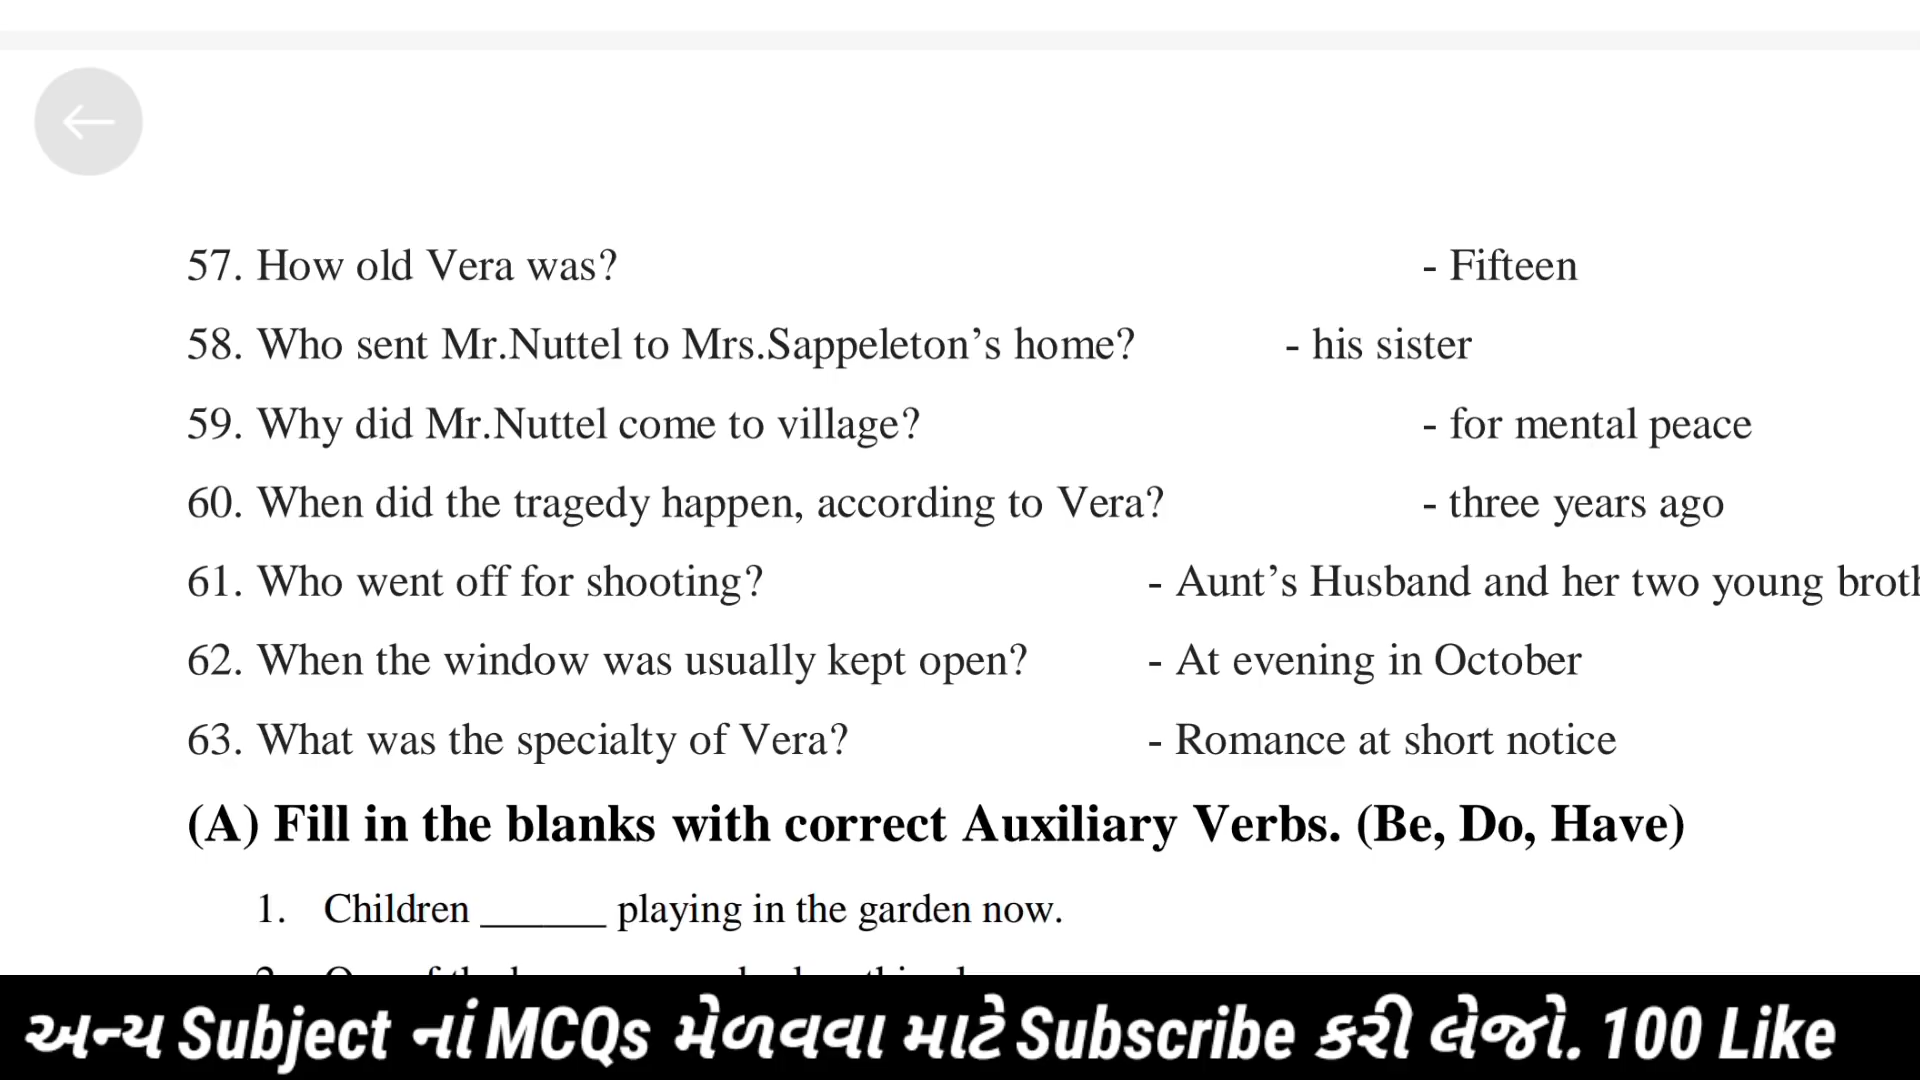 57. How old Vera was? - Fifteen
58. Who sent Mr.Nuttel to Mrs.Sappeleton’s home? - his sister
59. Why did Mr.Nuttel come to village? - for mental peace
60. When did the tragedy happen, according to Vera? - three years ago
61. Who went off for shooting? - Aunt’s Husband and her two young
62. When the window was usually kept open? - At evening in October
63. What was the specialty of Vera? - Romance at short notice
(A) Fill in the blanks with correct Auxiliary Verbs. (Be, Do, Have)
1. Children ______ playing in the garden now.
અન્ય Subject નાં MCQs મેળવવા માટે Subscribe કરી લેજો. 100 Like